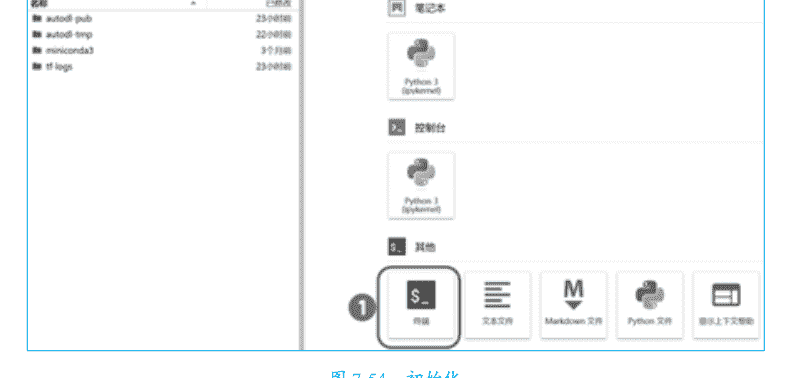 名称 已修改
autodl-pub 23小时前
autodl-tmp 22小时前
miniconda3 3个月前
tf-logs 23小时前
笔记本
Python 3
(ipykernel)
控制台
Python 3
(ipykernel)
$_ 其他
1
$_
M
终端
文本文件
Markdown 文件
Python 文件
显示上下文帮助
图 7-54 初始化